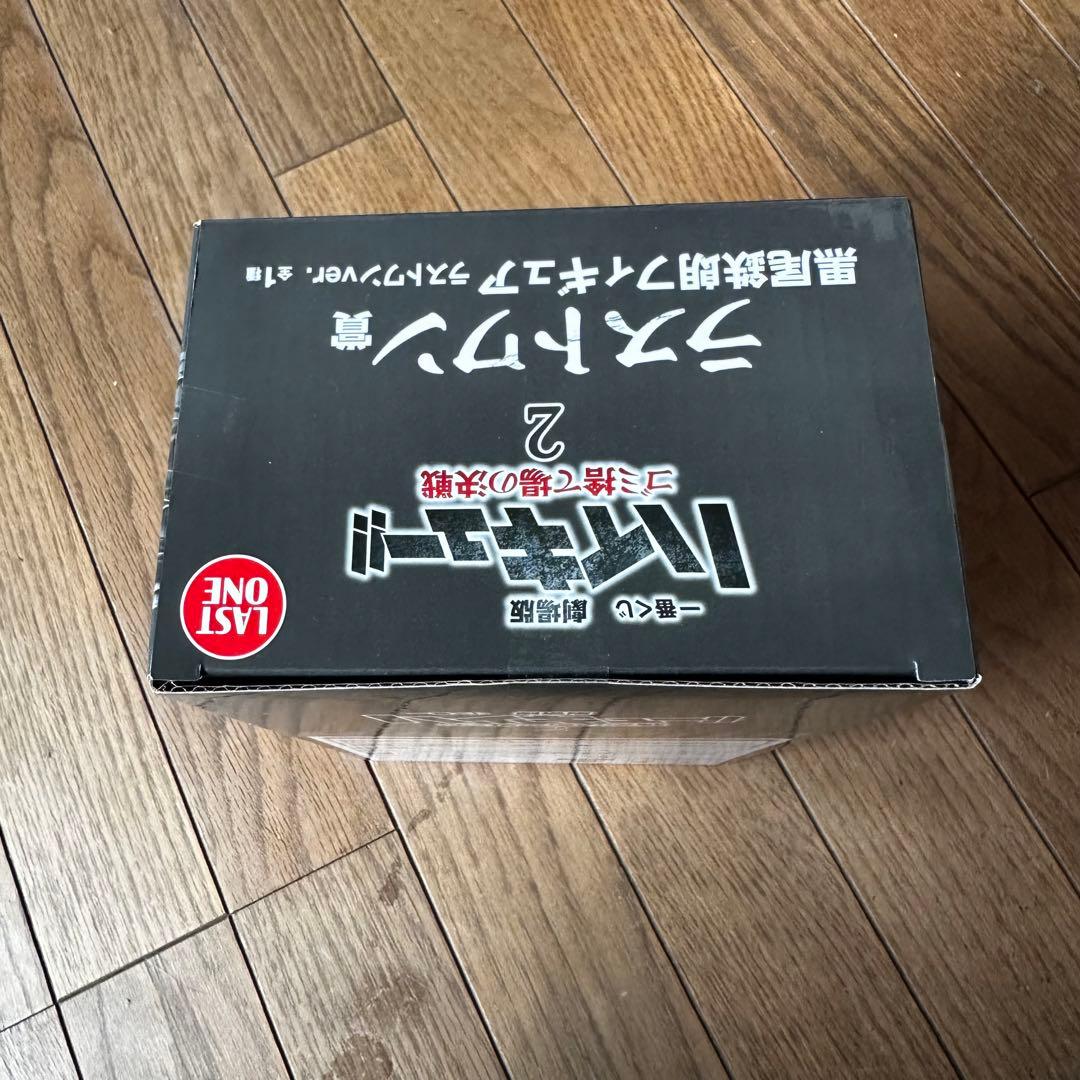 一番くじ 劇場版
ハイキュー!!
ゴミ捨て場の決戦
2
ラストワン賞
黒尾鉄朗フィギュア ラストワンver. 全1種
LAST
ONE